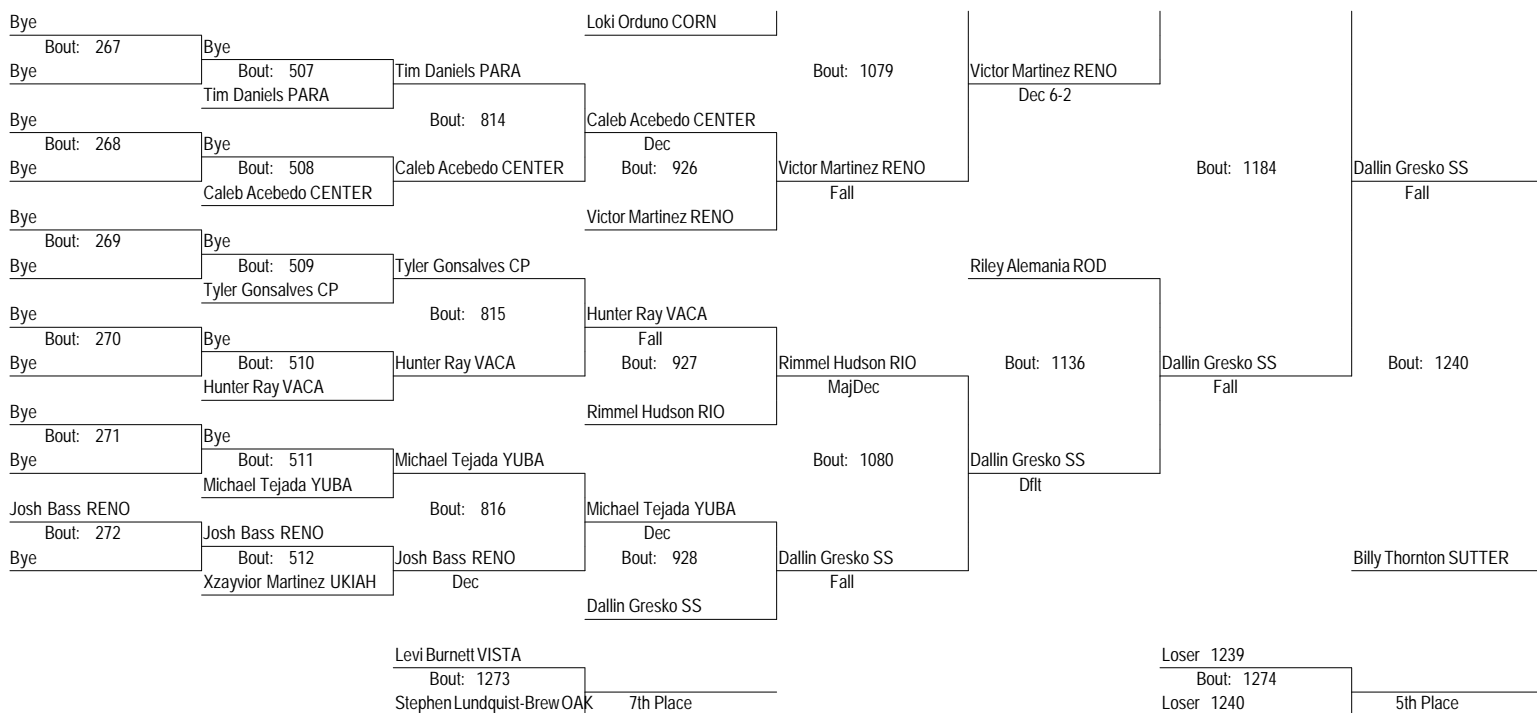 Bye
Loki Orduno CORN
Bout: 267
Bye
Bye
Bout: 507
Tim Daniels PARA
Bout: 1079
Victor Martinez RENO
Tim Daniels PARA
Dec 6-2
Bye
Bout: 814
Caleb Acebedo CENTER
Bout: 268
Bye
Dec
Bye
Bout: 508
Caleb Acebedo CENTER
Bout: 926
Victor Martinez RENO
Bout: 1184
Dallin Gresko SS
Caleb Acebedo CENTER
Fall
Fall
Bye
Victor Martinez RENO
Bout: 269
Bye
Bye
Bout: 509
Tyler Gonsalves CP
Riley Alemania ROD
Tyler Gonsalves CP
Bye
Bout: 815
Hunter Ray VACA
Bout: 270
Bye
Fall
Bye
Bout: 510
Hunter Ray VACA
Bout: 927
Rimmel Hudson RIO
Bout: 1136
Dallin Gresko SS
Bout: 1240
Hunter Ray VACA
MajDec
Fall
Bye
Rimmel Hudson RIO
Bout: 271
Bye
Bye
Bout: 511
Michael Tejada YUBA
Bout: 1080
Dallin Gresko SS
Michael Tejada YUBA
Dflt
Josh Bass RENO
Bout: 816
Michael Tejada YUBA
Bout: 272
Josh Bass RENO
Dec
Bye
Bout: 512
Josh Bass RENO
Bout: 928
Dallin Gresko SS
Billy Thornton SUTTER
Xzayvior Martinez UKIAH
Dec
Fall
Dallin Gresko SS
Levi Burnett VISTA
Loser 1239
Bout: 1273
Bout: 1274
Stephen Lundquist-Brew OAK
7th Place
Loser 1240
5th Place